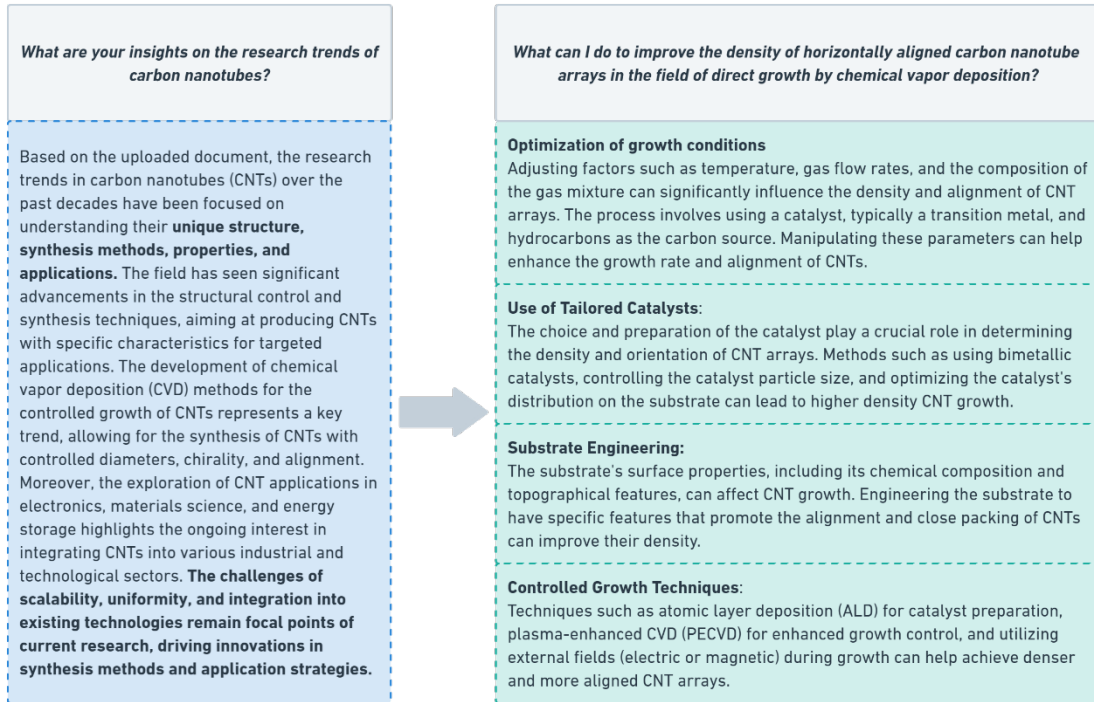 What are your insights on the research trends of
carbon nanotubes?
Based on the uploaded document, the research
trends in carbon nanotubes (CNTs) over the
past decades have been focused on
understanding their unique structure,
synthesis methods, properties, and
applications. The field has seen significant
advancements in the structural control and
synthesis techniques, aiming at producing CNTs
with specific characteristics for targeted
applications. The development of chemical
vapor deposition (CVD) methods for the
controlled growth of CNTs represents a key
trend, allowing for the synthesis of CNTs with
controlled diameters, chirality, and alignment.
Moreover, the exploration of CNT applications in
electronics, materials science, and energy
storage highlights the ongoing interest in
integrating CNTs into various industrial and
technological sectors. The challenges of
scalability, uniformity, and integration into
existing technologies remain focal points of
current research, driving innovations in
synthesis methods and application strategies.
What can I do to improve the density of horizontally aligned carbon nanotube
arrays in the field of direct growth by chemical vapor deposition?
Optimization of growth conditions
Adjusting factors such as temperature, gas flow rates, and the composition of
the gas mixture can significantly influence the density and alignment of CNT
arrays. The process involves using a catalyst, typically a transition metal, and
hydrocarbons as the carbon source. Manipulating these parameters can help
enhance the growth rate and alignment of CNTs.
Use of Tailored Catalysts:
The choice and preparation of the catalyst play a crucial role in determining
the density and orientation of CNT arrays. Methods such as using bimetallic
catalysts, controlling the catalyst particle size, and optimizing the catalyst's
distribution on the substrate can lead to higher density CNT growth.
Substrate Engineering:
The substrate's surface properties, including its chemical composition and
topographical features, can affect CNT growth. Engineering the substrate to
have specific features that promote the alignment and close packing of CNTs
can improve their density.
Controlled Growth Techniques:
Techniques such as atomic layer deposition (ALD) for catalyst preparation,
plasma-enhanced CVD (PECVD) for enhanced growth control, and utilizing
external fields (electric or magnetic) during growth can help achieve denser
and more aligned CNT arrays.